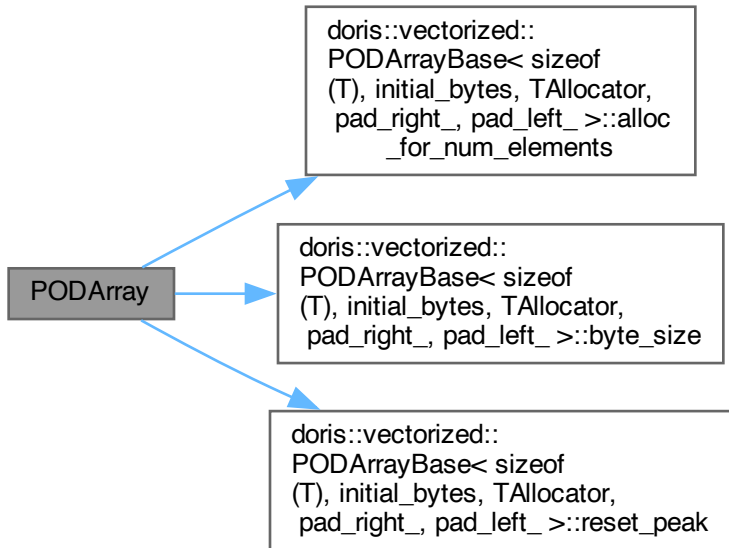 doris::vectorized::
PODArrayBase< sizeof
(T), initial_bytes, TAllocator,
pad_right_, pad_left_ >::alloc
_for_num_elements
PODArray
doris::vectorized::
PODArrayBase< sizeof
(T), initial_bytes, TAllocator,
pad_right_, pad_left_ >::byte_size
doris::vectorized::
PODArrayBase< sizeof
(T), initial_bytes, TAllocator,
pad_right_, pad_left_ >::reset_peak